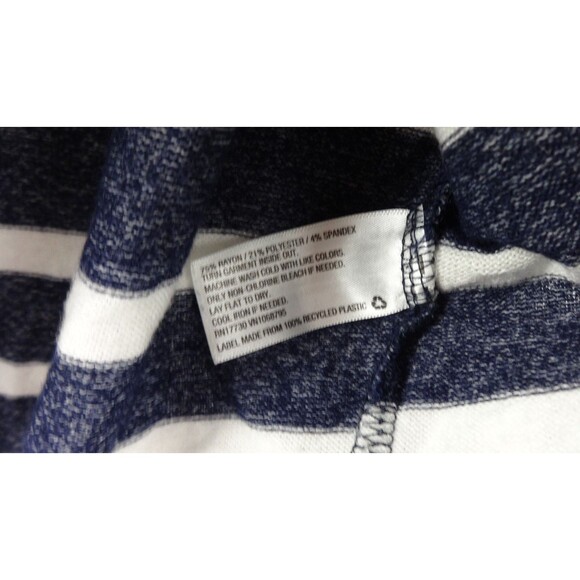 75% RAYON / 21% POLYESTER / 4% SPANDEX
TURN GARMENT INSIDE OUT.
MACHINE WASH COLD WITH LIKE COLORS.
ONLY NON-CHLORINE BLEACH IF NEEDED.
LAY FLAT TO DRY.
COOL IRON IF NEEDED.
RN17730 VN1068795
LABEL MADE FROM 100% RECYCLED PLASTIC